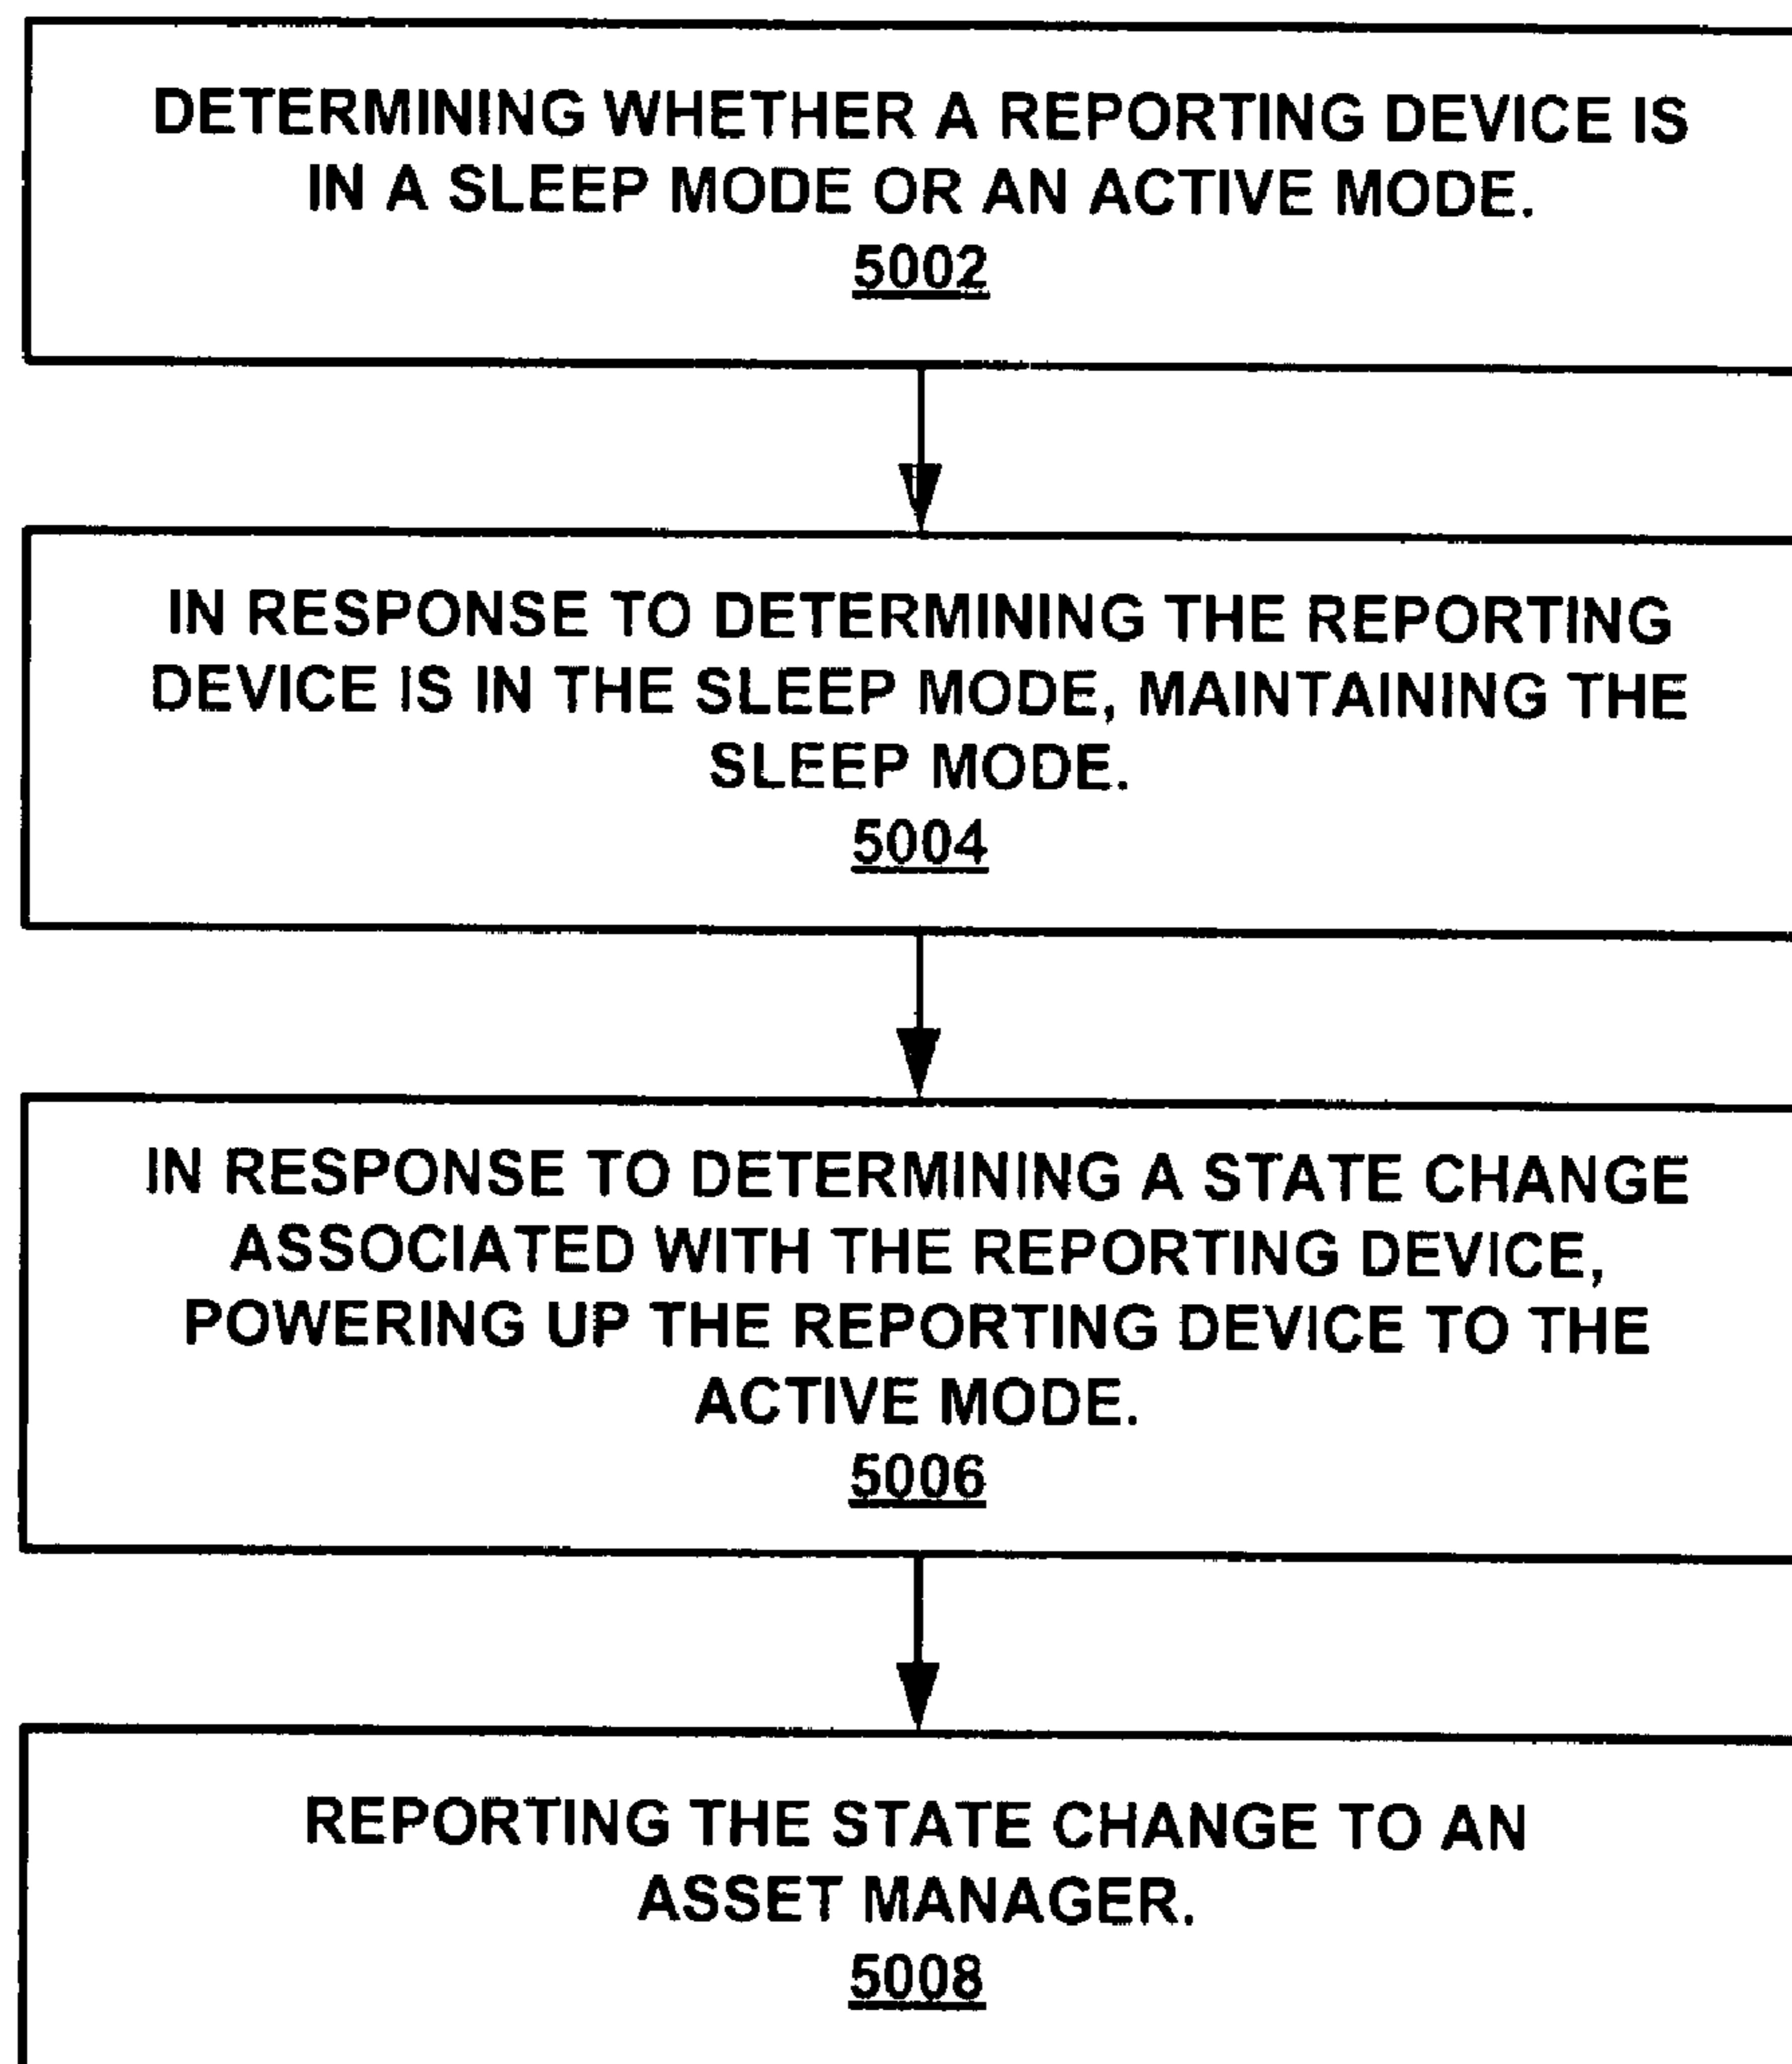 DETERMINING WHETHER A REPORTING DEVICE IS
IN A SLEEP MODE OR AN ACTIVE MODE.
5002
IN RESPONSE TO DETERMINING THE REPORTING
DEVICE IS IN THE SLEEP MODE, MAINTAINING THE
SLEEP MODE.
5004
IN RESPONSE TO DETERMINING A STATE CHANGE
ASSOCIATED WITH THE REPORTING DEVICE,
POWERING UP THE REPORTING DEVICE TO THE
ACTIVE MODE.
5006
REPORTING THE STATE CHANGE TO AN
ASSET MANAGER.
5008